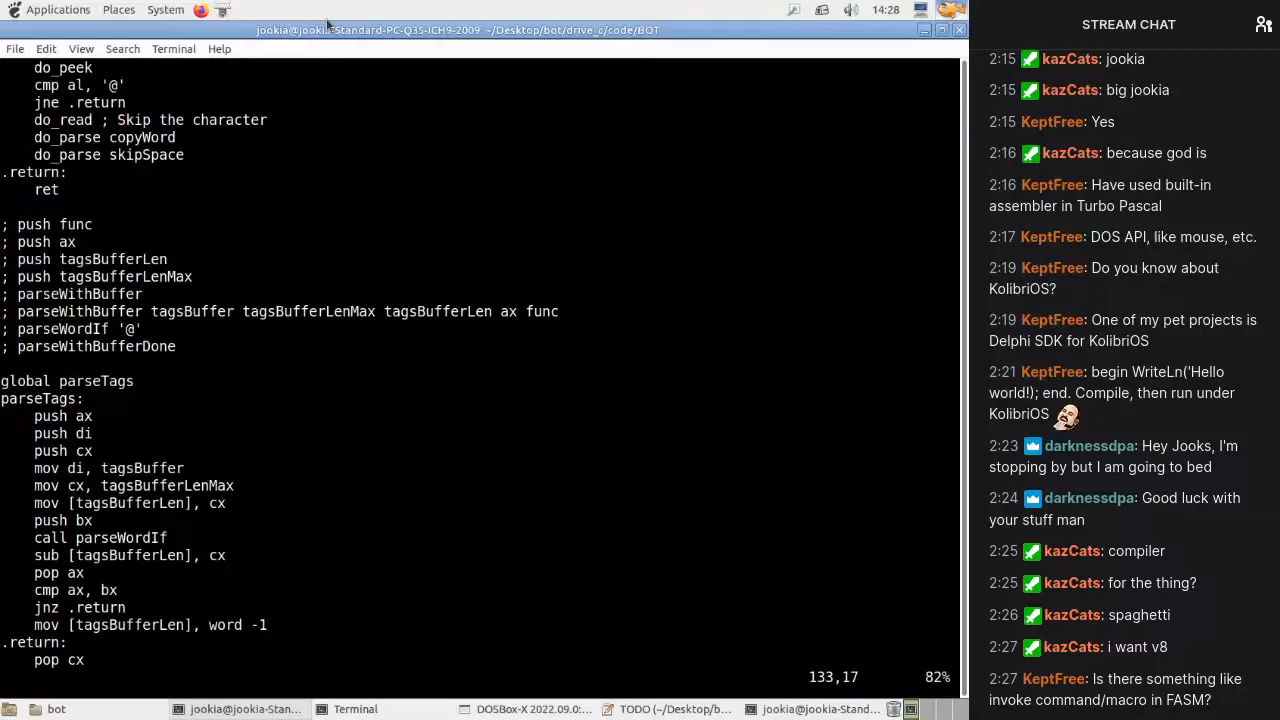 Applications Places System 14:28
jookia@jookia-Standard-PC-Q35-ICH9-2009: ~/Desktop/bot/drive_c/code/BOT
File Edit View Search Terminal Help
do_peek
cmp al, '@'
jne .return
do_read ; Skip the character
do_parse copyWord
do_parse skipSpace
.return:
ret
; push func
; push ax
; push tagsBufferLen
; push tagsBufferLenMax
; parseWithBuffer
; parseWithBuffer tagsBuffer tagsBufferLenMax tagsBufferLen ax func
; parseWordIf '@'
; parseWithBufferDone
global parseTags
parseTags:
push ax
push di
push cx
mov di, tagsBuffer
mov cx, tagsBufferLenMax
mov [tagsBufferLen], cx
push bx
call parseWordIf
sub [tagsBufferLen], cx
pop ax
cmp ax, bx
jnz .return
mov [tagsBufferLen], word -1
.return:
pop cx
133,17 82%
bot jookia@jookia-Stan... Terminal DOSBox-X 2022.09.0:... TODO (~/Desktop/b... jookia@jookia-Stand...
STREAM CHAT
2:15 kazCats: jookia
2:15 kazCats: big jookia
2:15 KeptFree: Yes
2:16 kazCats: because god is
2:16 KeptFree: Have used built-in
assembler in Turbo Pascal
2:17 KeptFree: DOS API, like mouse, etc.
2:19 KeptFree: Do you know about
KolibriOS?
2:19 KeptFree: One of my pet projects is
Delphi SDK for KolibriOS
2:21 KeptFree: begin WriteLn('Hello
world!); end. Compile, then run under
KolibriOS
2:23 darknessdpa: Hey Jooks, I'm
stopping by but I am going to bed
2:24 darknessdpa: Good luck with
your stuff man
2:25 kazCats: compiler
2:25 kazCats: for the thing?
2:26 kazCats: spaghetti
2:27 kazCats: i want v8
2:27 KeptFree: Is there something like
invoke command/macro in FASM?